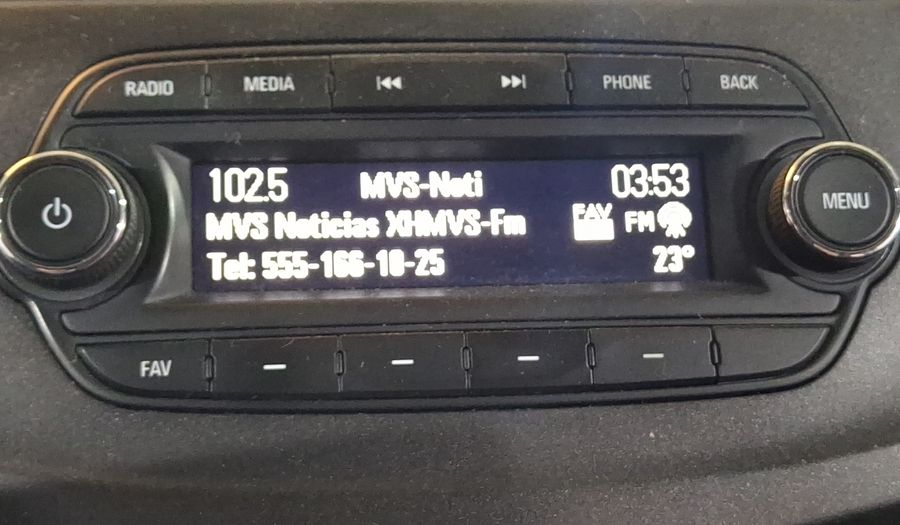 RADIO MEDIA PHONE BACK
102.5 MVS-Noti 03:53
MVS Noticias XHMVS-Fm FAV FM
Tel: 555-166-10-25 23°
MENU
FAV